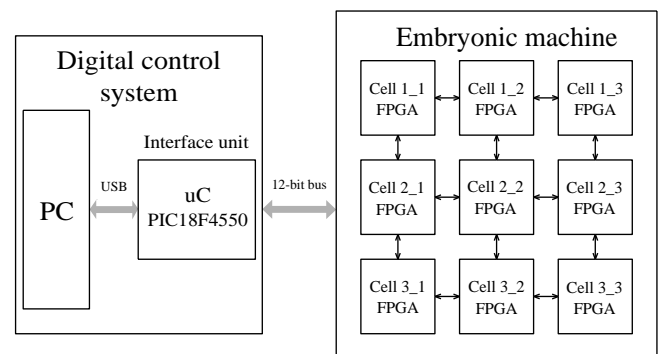 Digital control
system
Interface unit
PC
USB
uC
PIC18F4550
12-bit bus
Embryonic machine
Cell 1_1
FPGA
Cell 1_2
FPGA
Cell 1_3
FPGA
Cell 2_1
FPGA
Cell 2_2
FPGA
Cell 2_3
FPGA
Cell 3_1
FPGA
Cell 3_2
FPGA
Cell 3_3
FPGA